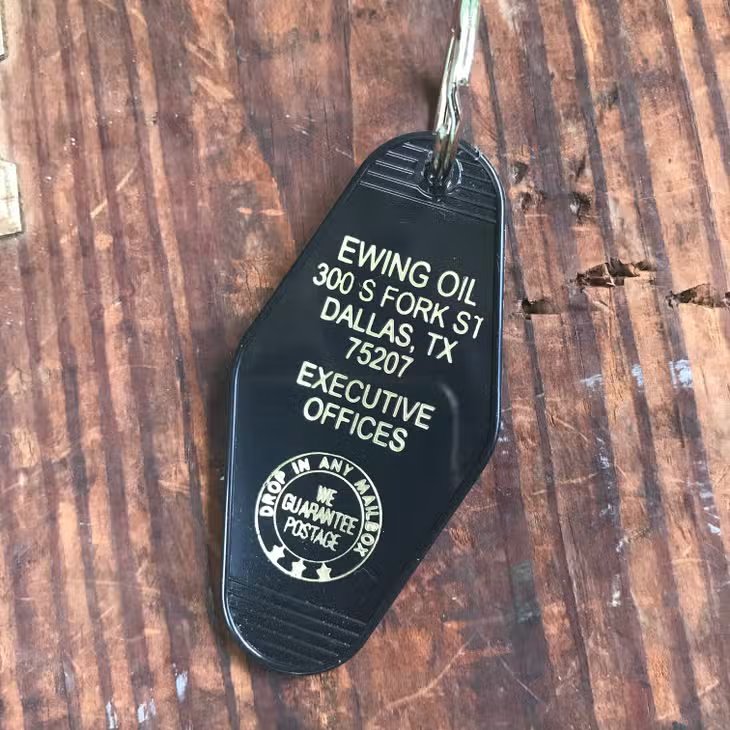 EWING OIL
300 S FORK ST
DALLAS, TX
75207
EXECUTIVE
OFFICES
DROP IN ANY MAILBOX
WE
GUARANTEE
POSTAGE